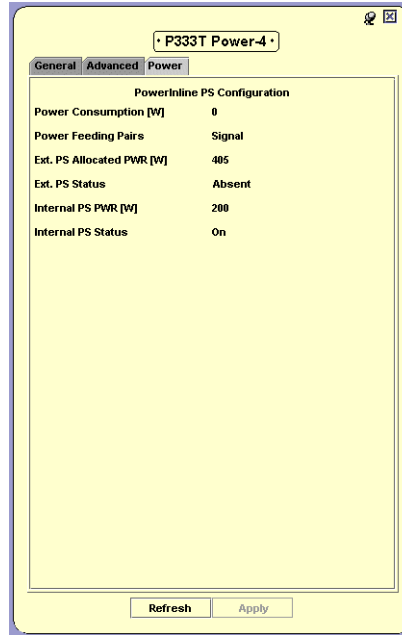 • P333T Power-4 •
General Advanced Power
PowerInline PS Configuration
Power Consumption [W] 0
Power Feeding Pairs Signal
Ext. PS Allocated PWR [W] 405
Ext. PS Status Absent
Internal PS PWR [W] 200
Internal PS Status On
Refresh Apply